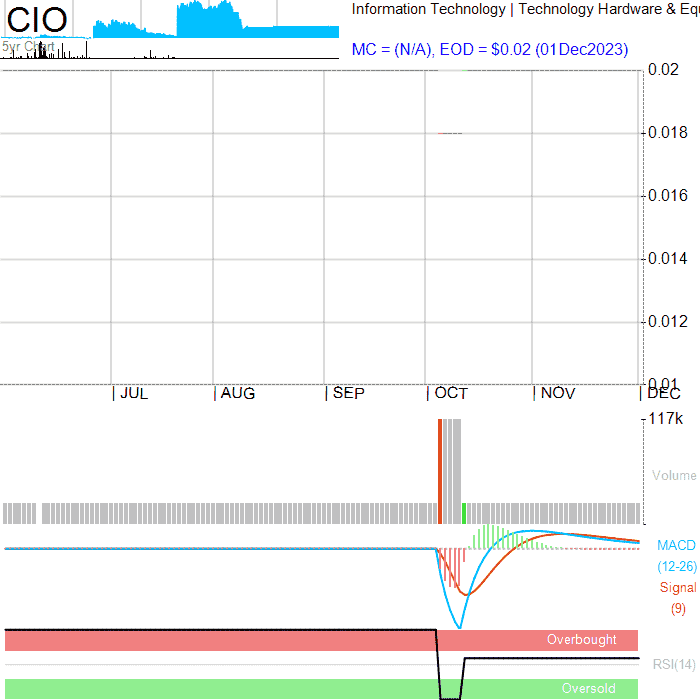 CIO
Information Technology | Technology Hardware & Equ
5yr Chart
MC = (N/A), EOD = $0.02 (01Dec2023)
0.02
0.018
0.016
0.014
0.012
0.01
JUL AUG SEP OCT NOV DEC
117k
Volume
MACD
(12-26)
Signal
(9)
Overbought
RSI(14)
Oversold